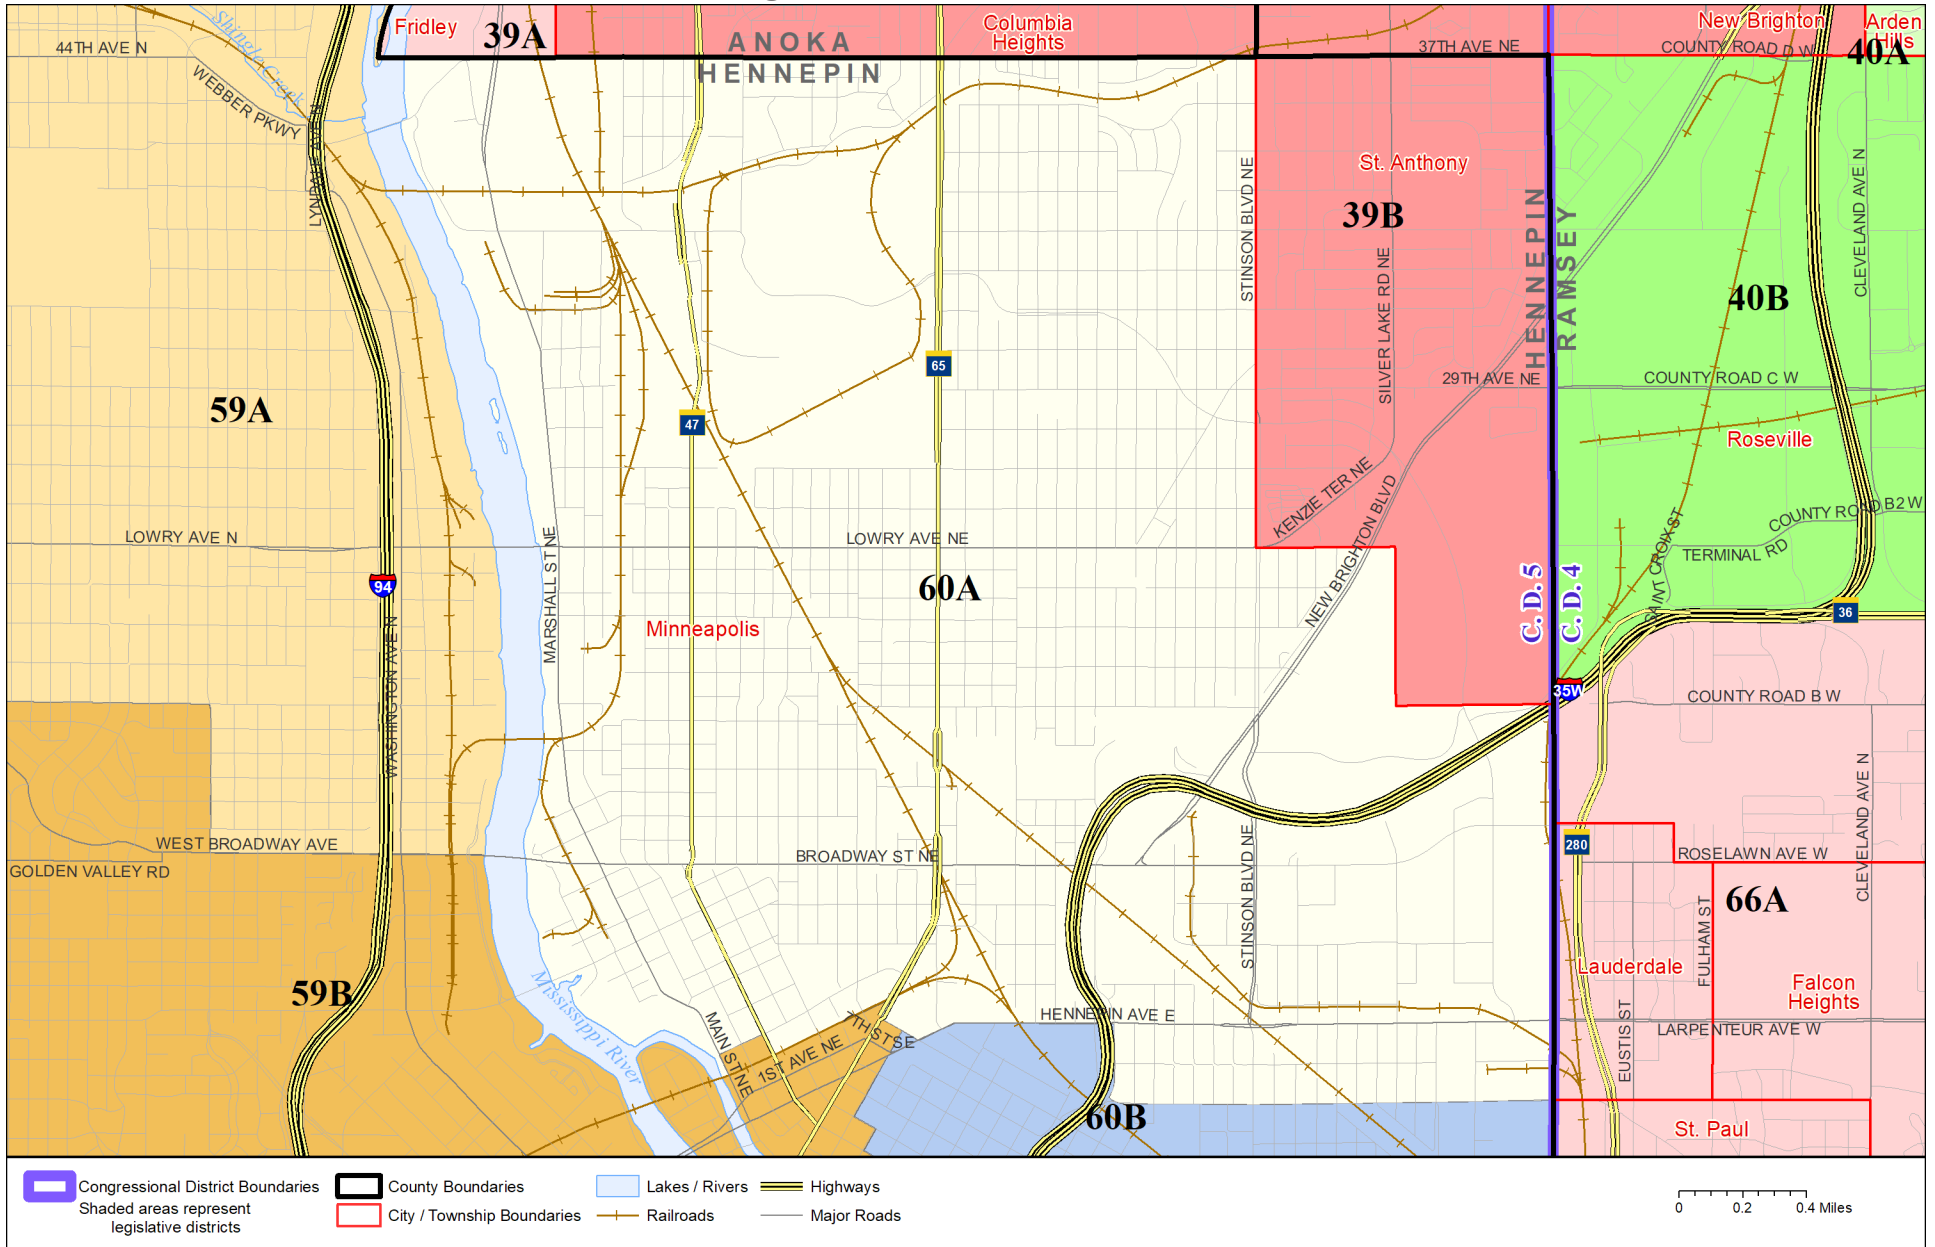 Fridley
39A
Columbia
Heights
New Brighton
Arden
Hills
40A
ANOKA
HENNEPIN
44TH AVE N
Shingle Creek
WEBBER PKWY
LYNDALE AVE N
37TH AVE NE
COUNTY ROAD D W
St. Anthony
39B
STINSON BLVD NE
SILVER LAKE RD NE
HENNEPIN
RAMSEY
CLEVELAND AVE N
40B
65
47
29TH AVE NE
COUNTY ROAD C W
59A
Roseville
KENZIE TER NE
NEW BRIGHTON BLVD
COUNTY ROAD B2 W
SAINT CROIX ST
TERMINAL RD
LOWRY AVE N
LOWRY AVE NE
MARSHALL ST NE
94
60A
C. D. 5
C. D. 4
36
Minneapolis
WASHINGTON AVE N
35W
COUNTY ROAD B W
CLEVELAND AVE N
WEST BROADWAY AVE
BROADWAY ST NE
GOLDEN VALLEY RD
280
ROSELAWN AVE W
66A
STINSON BLVD NE
FULHAM ST
Lauderdale
Falcon
Heights
59B
Mississippi River
MAIN ST NE
7TH ST SE
1ST AVE NE
HENNEPIN AVE E
LARPENTEUR AVE W
EUSTIS ST
60B
St. Paul
Congressional District Boundaries
Shaded areas represent
legislative districts
County Boundaries
City / Township Boundaries
Lakes / Rivers
Railroads
Highways
Major Roads
0 0.2 0.4 Miles